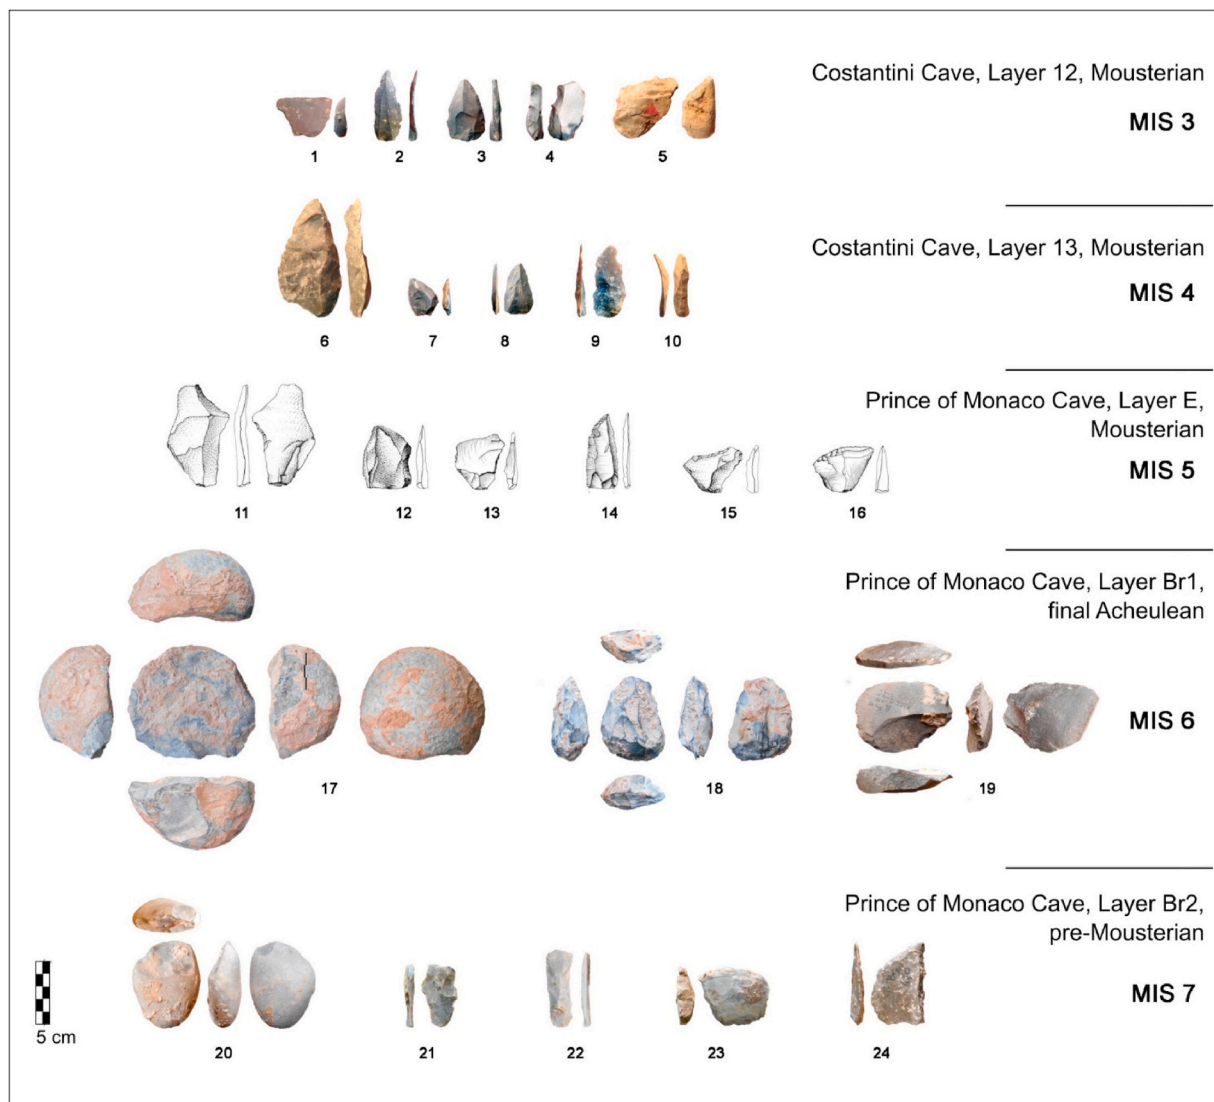 Costantini Cave, Layer 12, Mousterian
MIS 3
1 2 3 4 5
Costantini Cave, Layer 13, Mousterian
MIS 4
6 7 8 9 10
Prince of Monaco Cave, Layer E,
Mousterian
MIS 5
11 12 13 14 15 16
Prince of Monaco Cave, Layer Br1,
final Acheulean
MIS 6
17 18 19
Prince of Monaco Cave, Layer Br2,
pre-Mousterian
MIS 7
5 cm
20 21 22 23 24